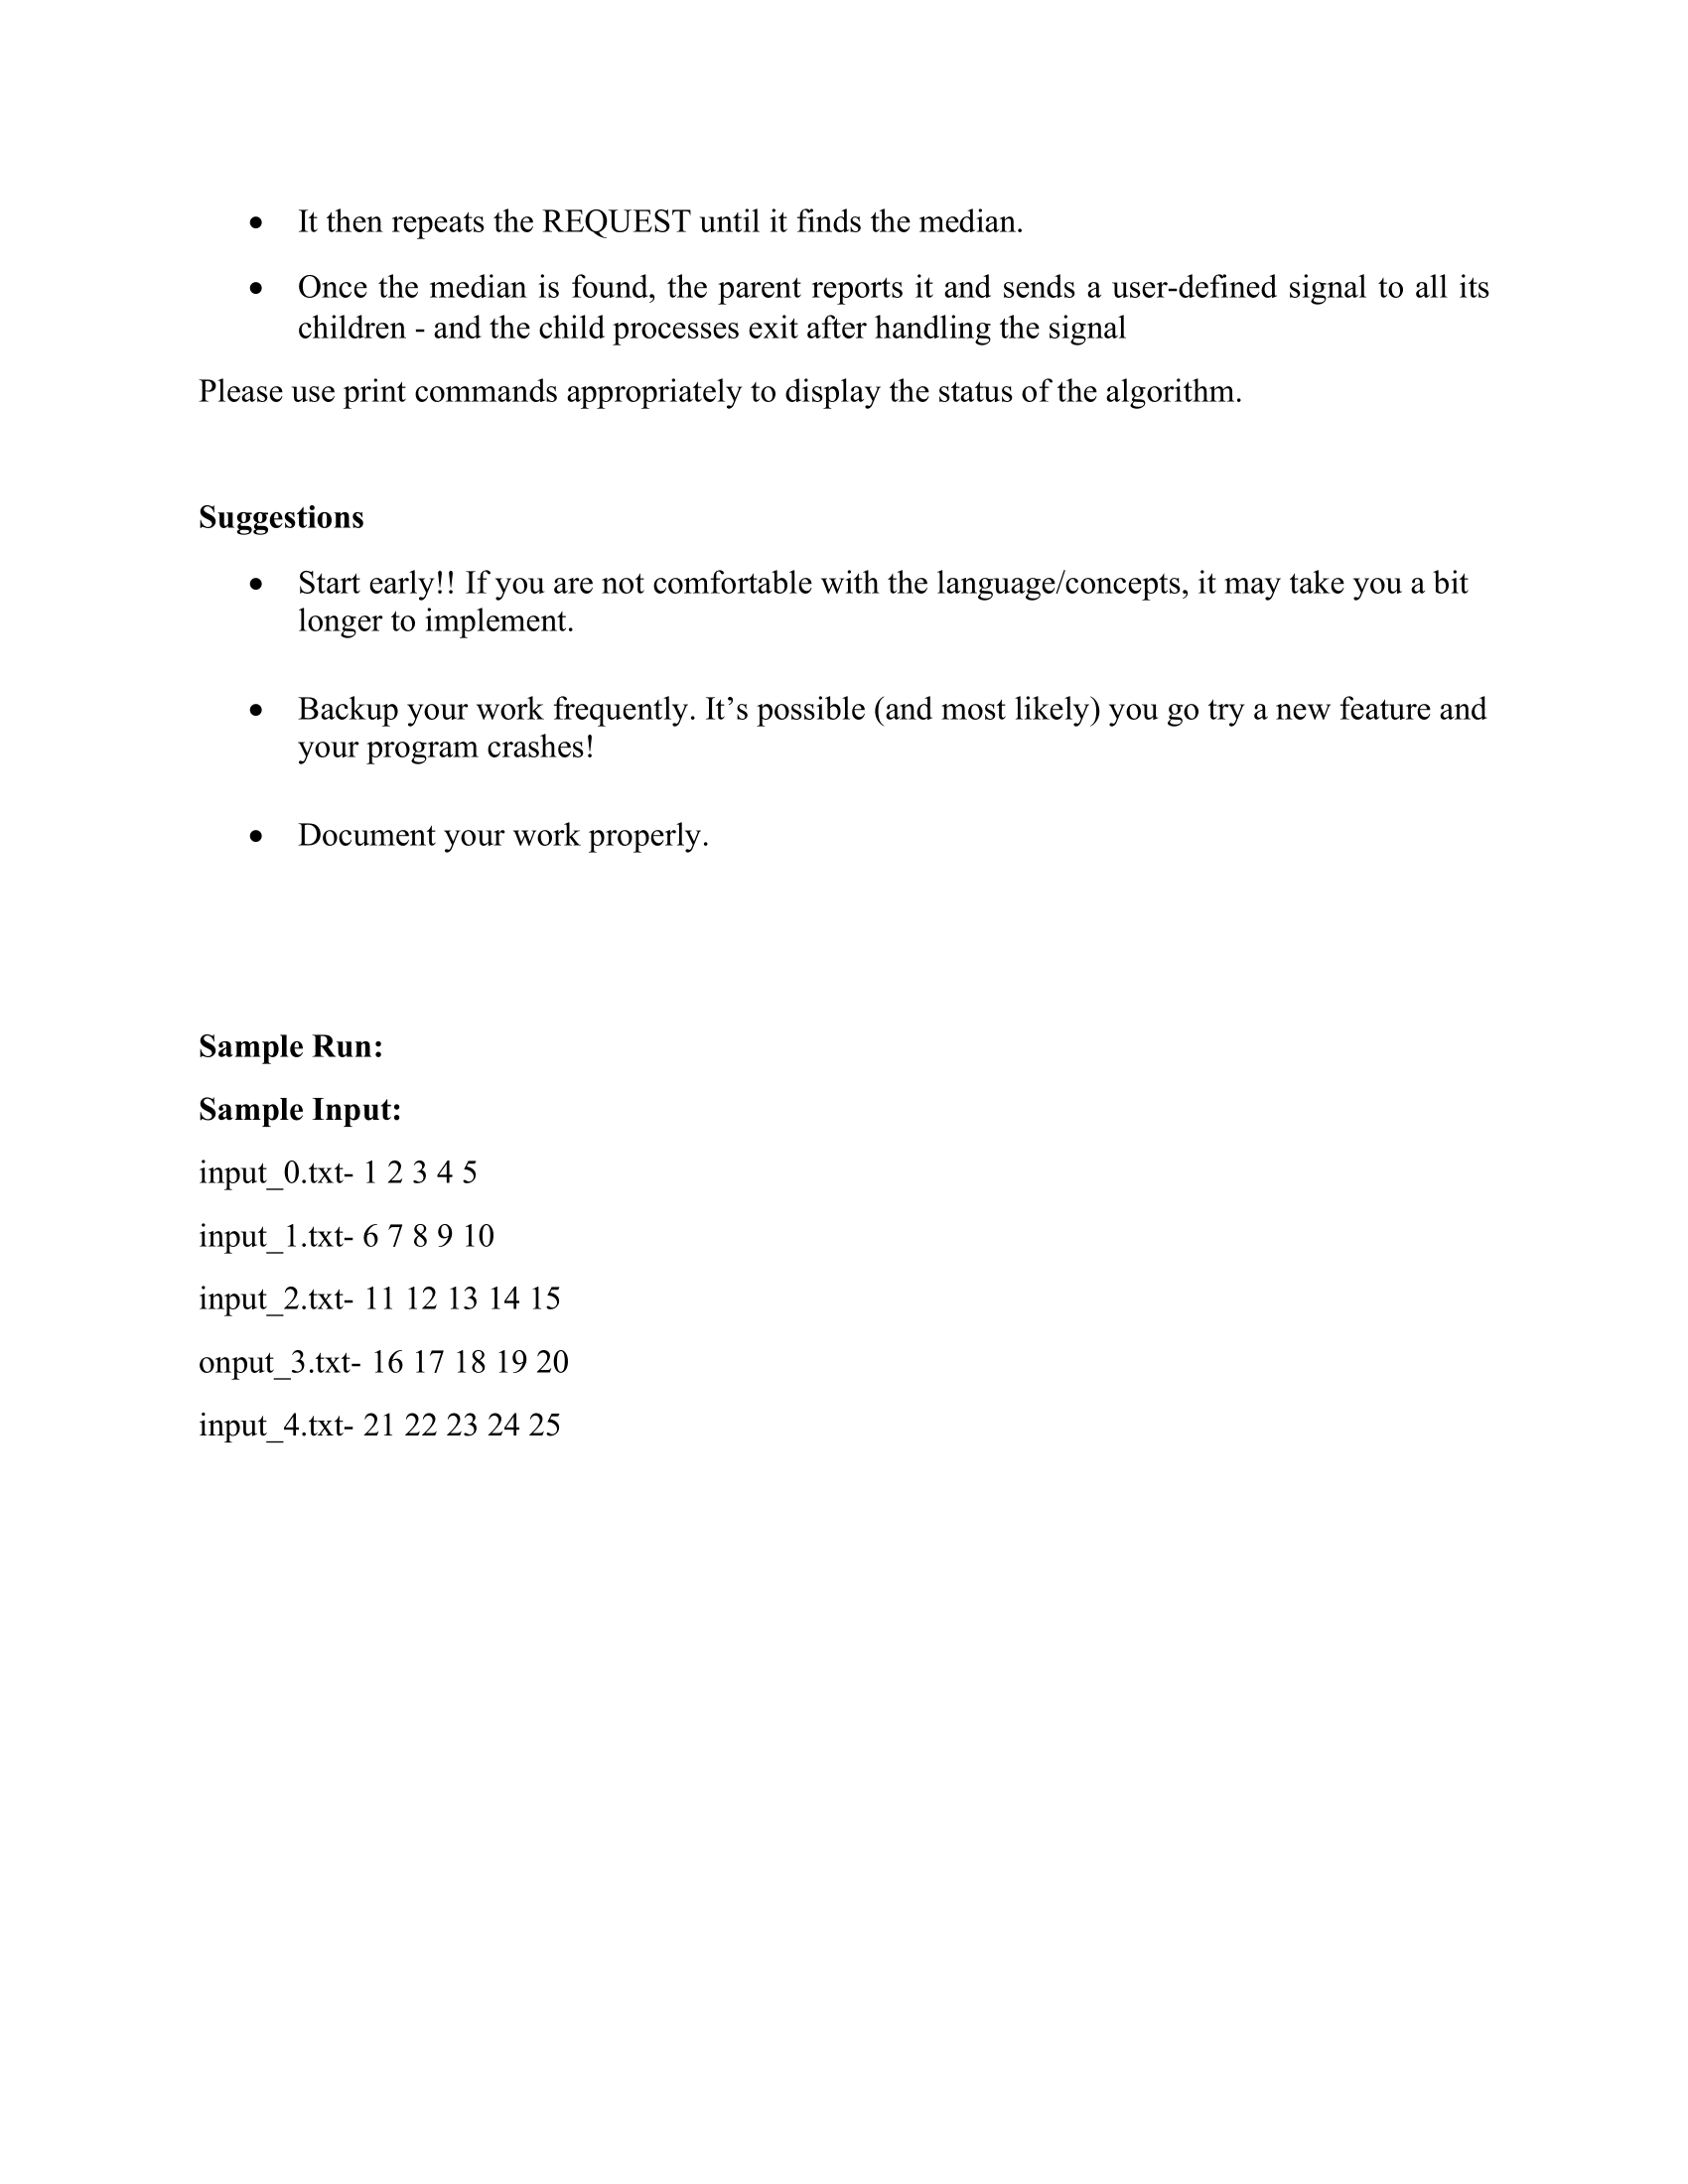 • It then repeats the REQUEST until it finds the median.
• Once the median is found, the parent reports it and sends a user-defined signal to all its
children - and the child processes exit after handling the signal
Please use print commands appropriately to display the status of the algorithm.
Suggestions
• Start early!! If you are not comfortable with the language/concepts, it may take you a bit
longer to implement.
• Backup your work frequently. It’s possible (and most likely) you go try a new feature and
your program crashes!
• Document your work properly.
Sample Run:
Sample Input:
input_0.txt- 1 2 3 4 5
input_1.txt- 6 7 8 9 10
input_2.txt- 11 12 13 14 15
onput_3.txt- 16 17 18 19 20
input_4.txt- 21 22 23 24 25